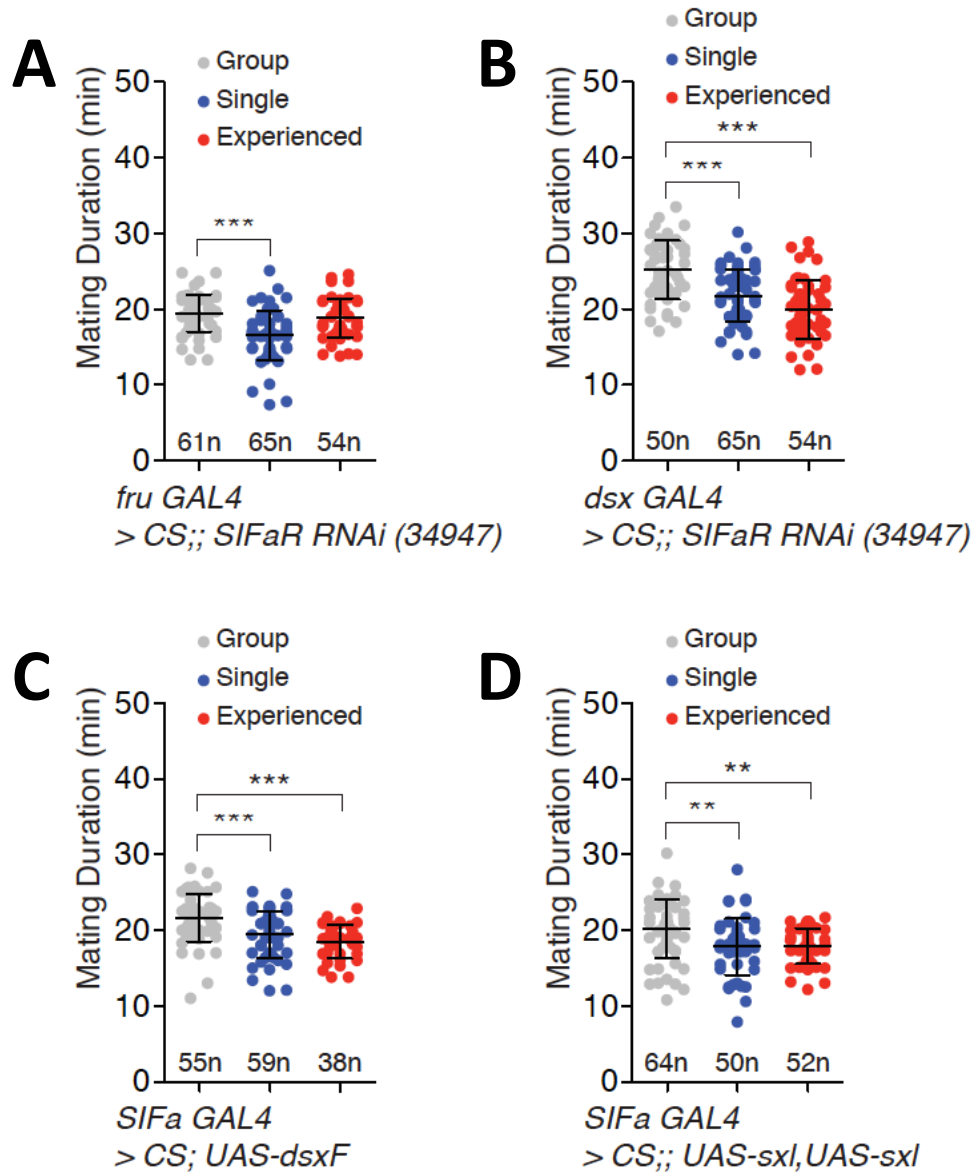 A
Group
Single
Experienced
Mating Duration (min)
50
40
30
20
10
0
***
61n 65n 54n
fru GAL4
> CS;; SIFaR RNAi (34947)
B
Group
Single
Experienced
Mating Duration (min)
50
40
30
20
10
0
***
***
50n 65n 54n
dsx GAL4
> CS;; SIFaR RNAi (34947)
C
Group
Single
Experienced
Mating Duration (min)
50
40
30
20
10
0
***
***
55n 59n 38n
SIFa GAL4
> CS; UAS-dsxF
D
Group
Single
Experienced
Mating Duration (min)
50
40
30
20
10
0
**
**
64n 50n 52n
SIFa GAL4
> CS;; UAS-sxl,UAS-sxl